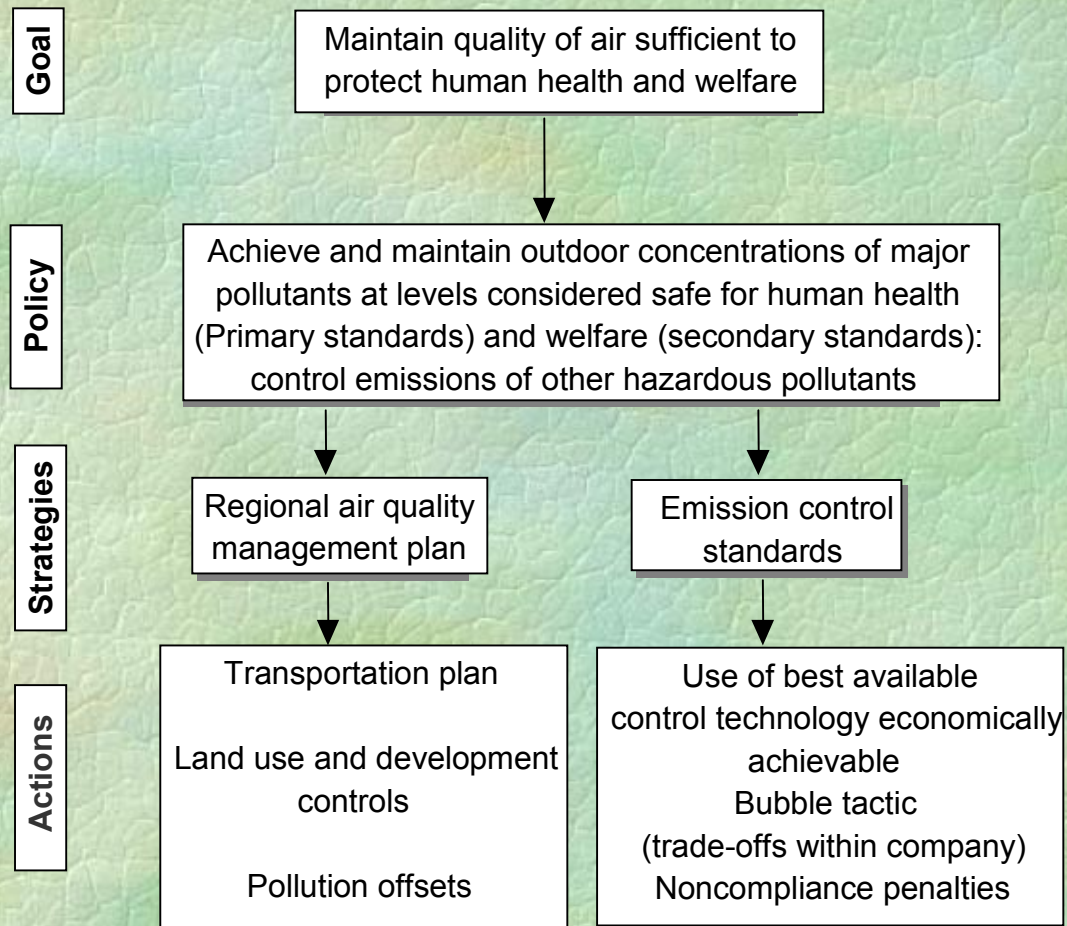 Goal
Maintain quality of air sufficient to
protect human health and welfare
Policy
Achieve and maintain outdoor concentrations of major
pollutants at levels considered safe for human health
(Primary standards) and welfare (secondary standards):
control emissions of other hazardous pollutants
Strategies
Regional air quality
management plan
Emission control
standards
Actions
Transportation plan
Land use and development
controls
Pollution offsets
Use of best available
control technology economically
achievable
Bubble tactic
(trade-offs within company)
Noncompliance penalties